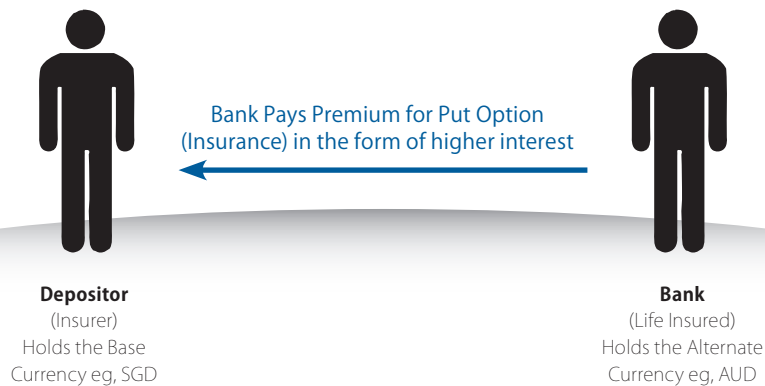 Bank Pays Premium for Put Option
(Insurance) in the form of higher interest
Depositor
(Insurer)
Holds the Base
Currency eg, SGD
Bank
(Life Insured)
Holds the Alternate
Currency eg, AUD